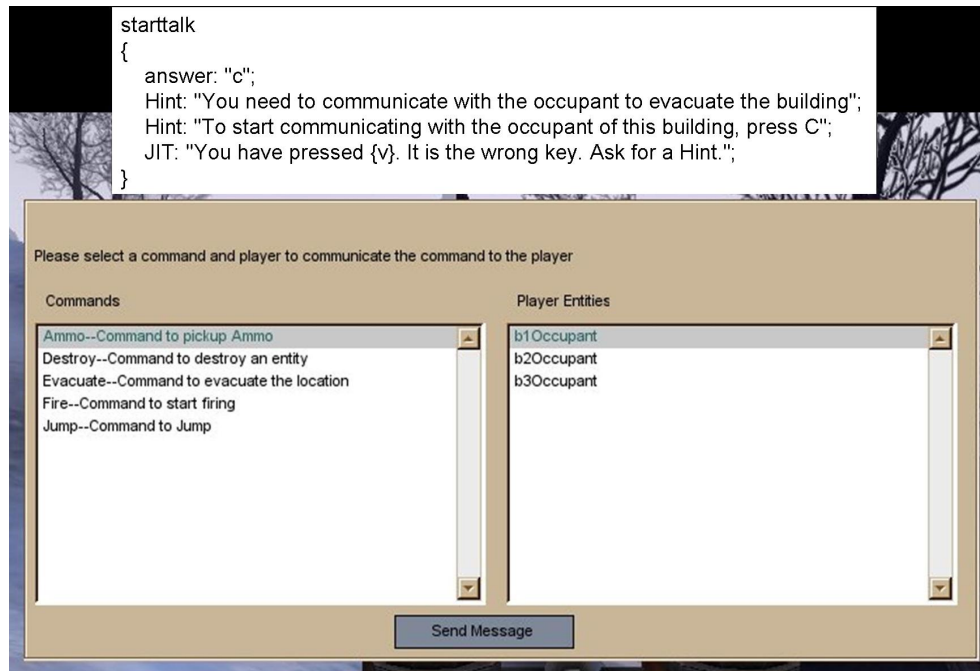 starttalk
{
answer: "c";
Hint: "You need to communicate with the occupant to evacuate the building";
Hint: "To start communicating with the occupant of this building, press C";
JIT: "You have pressed {v}. It is the wrong key. Ask for a Hint.";
}
Please select a command and player to communicate the command to the player
Commands
Ammo--Command to pickup Ammo
Destroy--Command to destroy an entity
Evacuate--Command to evacuate the location
Fire--Command to start firing
Jump--Command to Jump
Player Entities
b1Occupant
b2Occupant
b3Occupant
Send Message